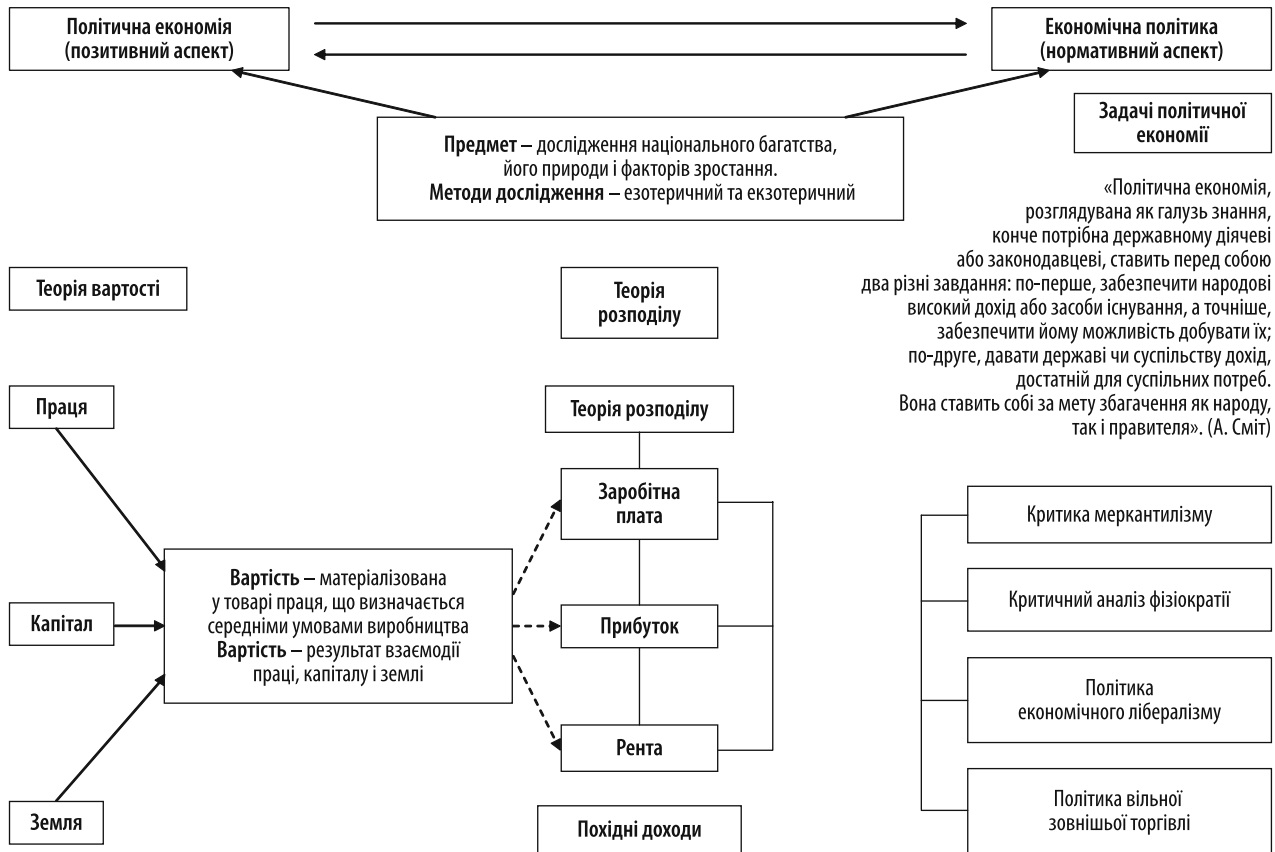 Політична економія
(позитивний аспект)
Економічна політика
(нормативний аспект)
Предмет – дослідження національного багатства,
його природи і факторів зростання.
Методи дослідження – езотеричний та екзотеричний
Задачі політичної
економії
«Політична економія,
розглядувана як галузь знання,
конче потрібна державному діячеві
або законодавцеві, ставить перед собою
два різні завдання: по-перше, забезпечити народові
високий дохід або засоби існування, а точніше,
забезпечити йому можливість добувати їх;
по-друге, давати державі чи суспільству дохід,
достатній для суспільних потреб.
Вона ставить собі за мету збагачення як народу,
так і правителя». (А. Сміт)
Теорія вартості
Теорія
розподілу
Праця
Капітал
Земля
Вартість – матеріалізована
у товарі праця, що визначається
середніми умовами виробництва
Вартість – результат взаємодії
праці, капіталу і землі
Теорія розподілу
Заробітна
плата
Прибуток
Рента
Похідні доходи
Критика меркантилізму
Критичний аналіз фізіократії
Політика
економічного лібералізму
Політика вільної
зовнішьої торгівлі